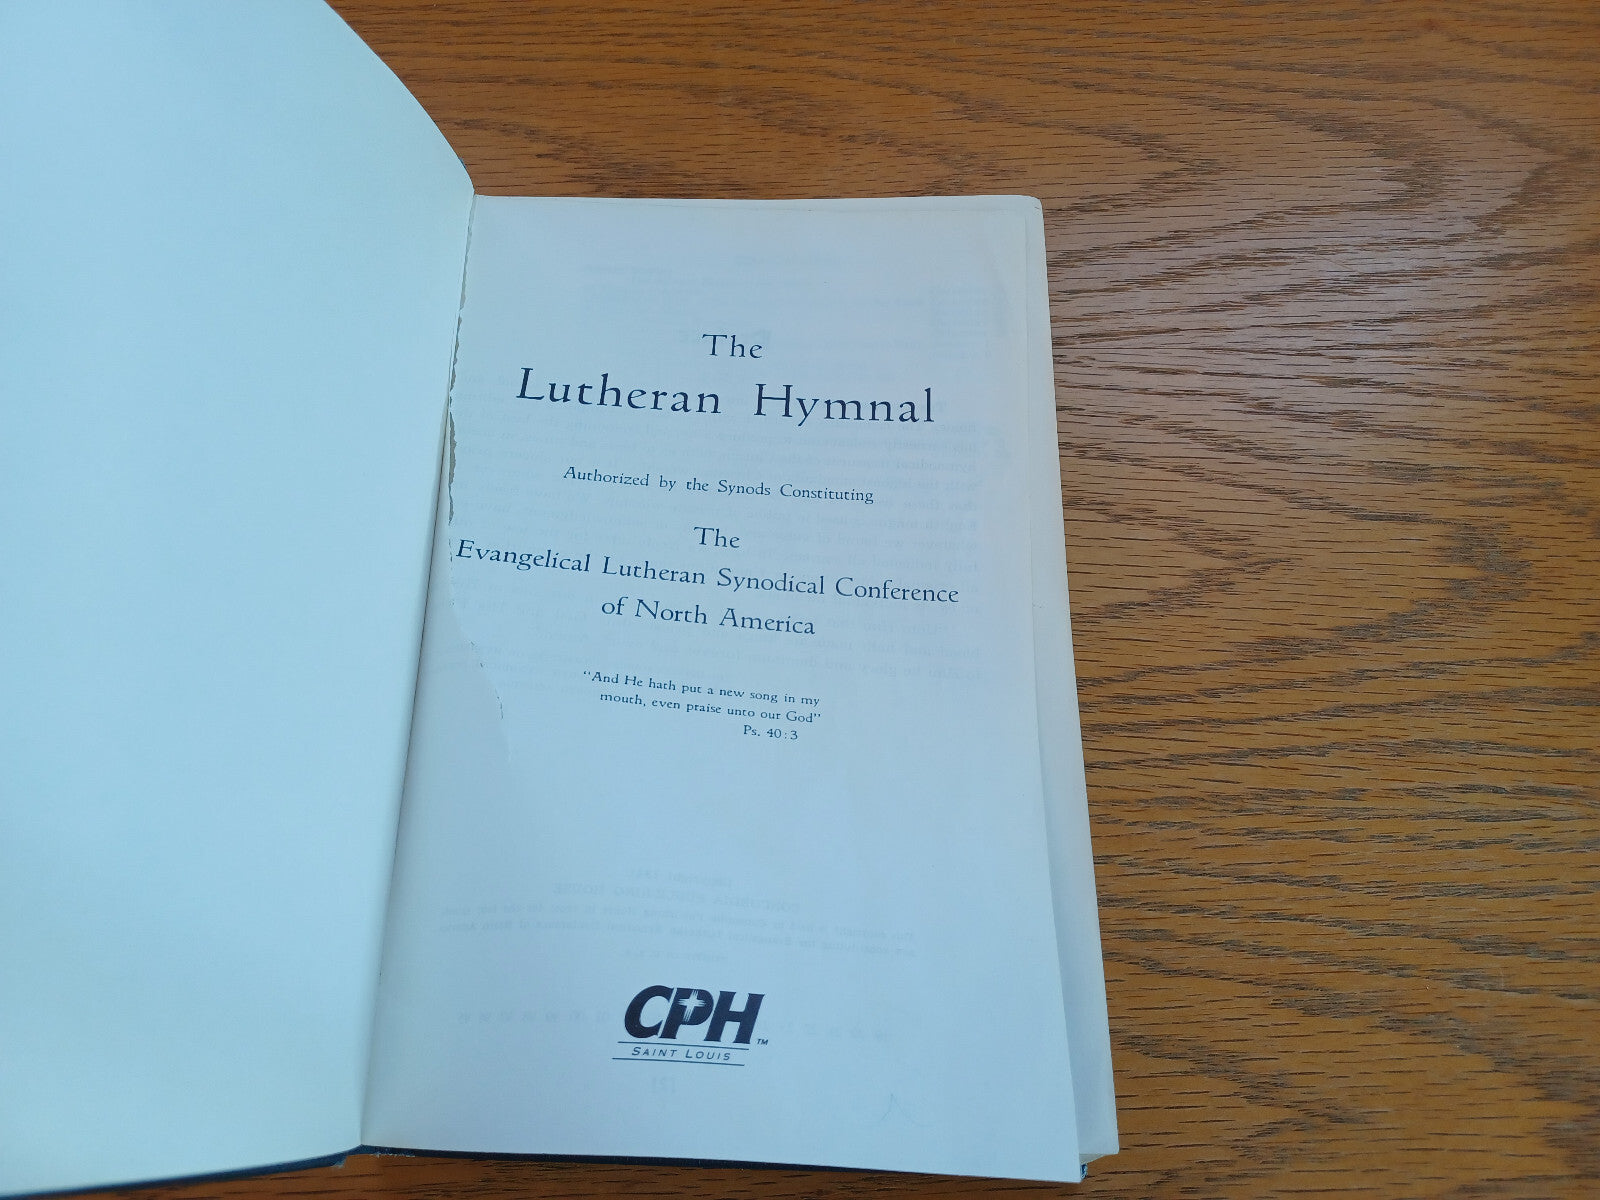 The
Lutheran Hymnal
Authorized by the Synods Constituting
The
Evangelical Lutheran Synodical Conference
of North America
“And He hath put a new song in my
mouth, even praise unto our God”
Ps. 40:3
CPH™
SAINT LOUIS